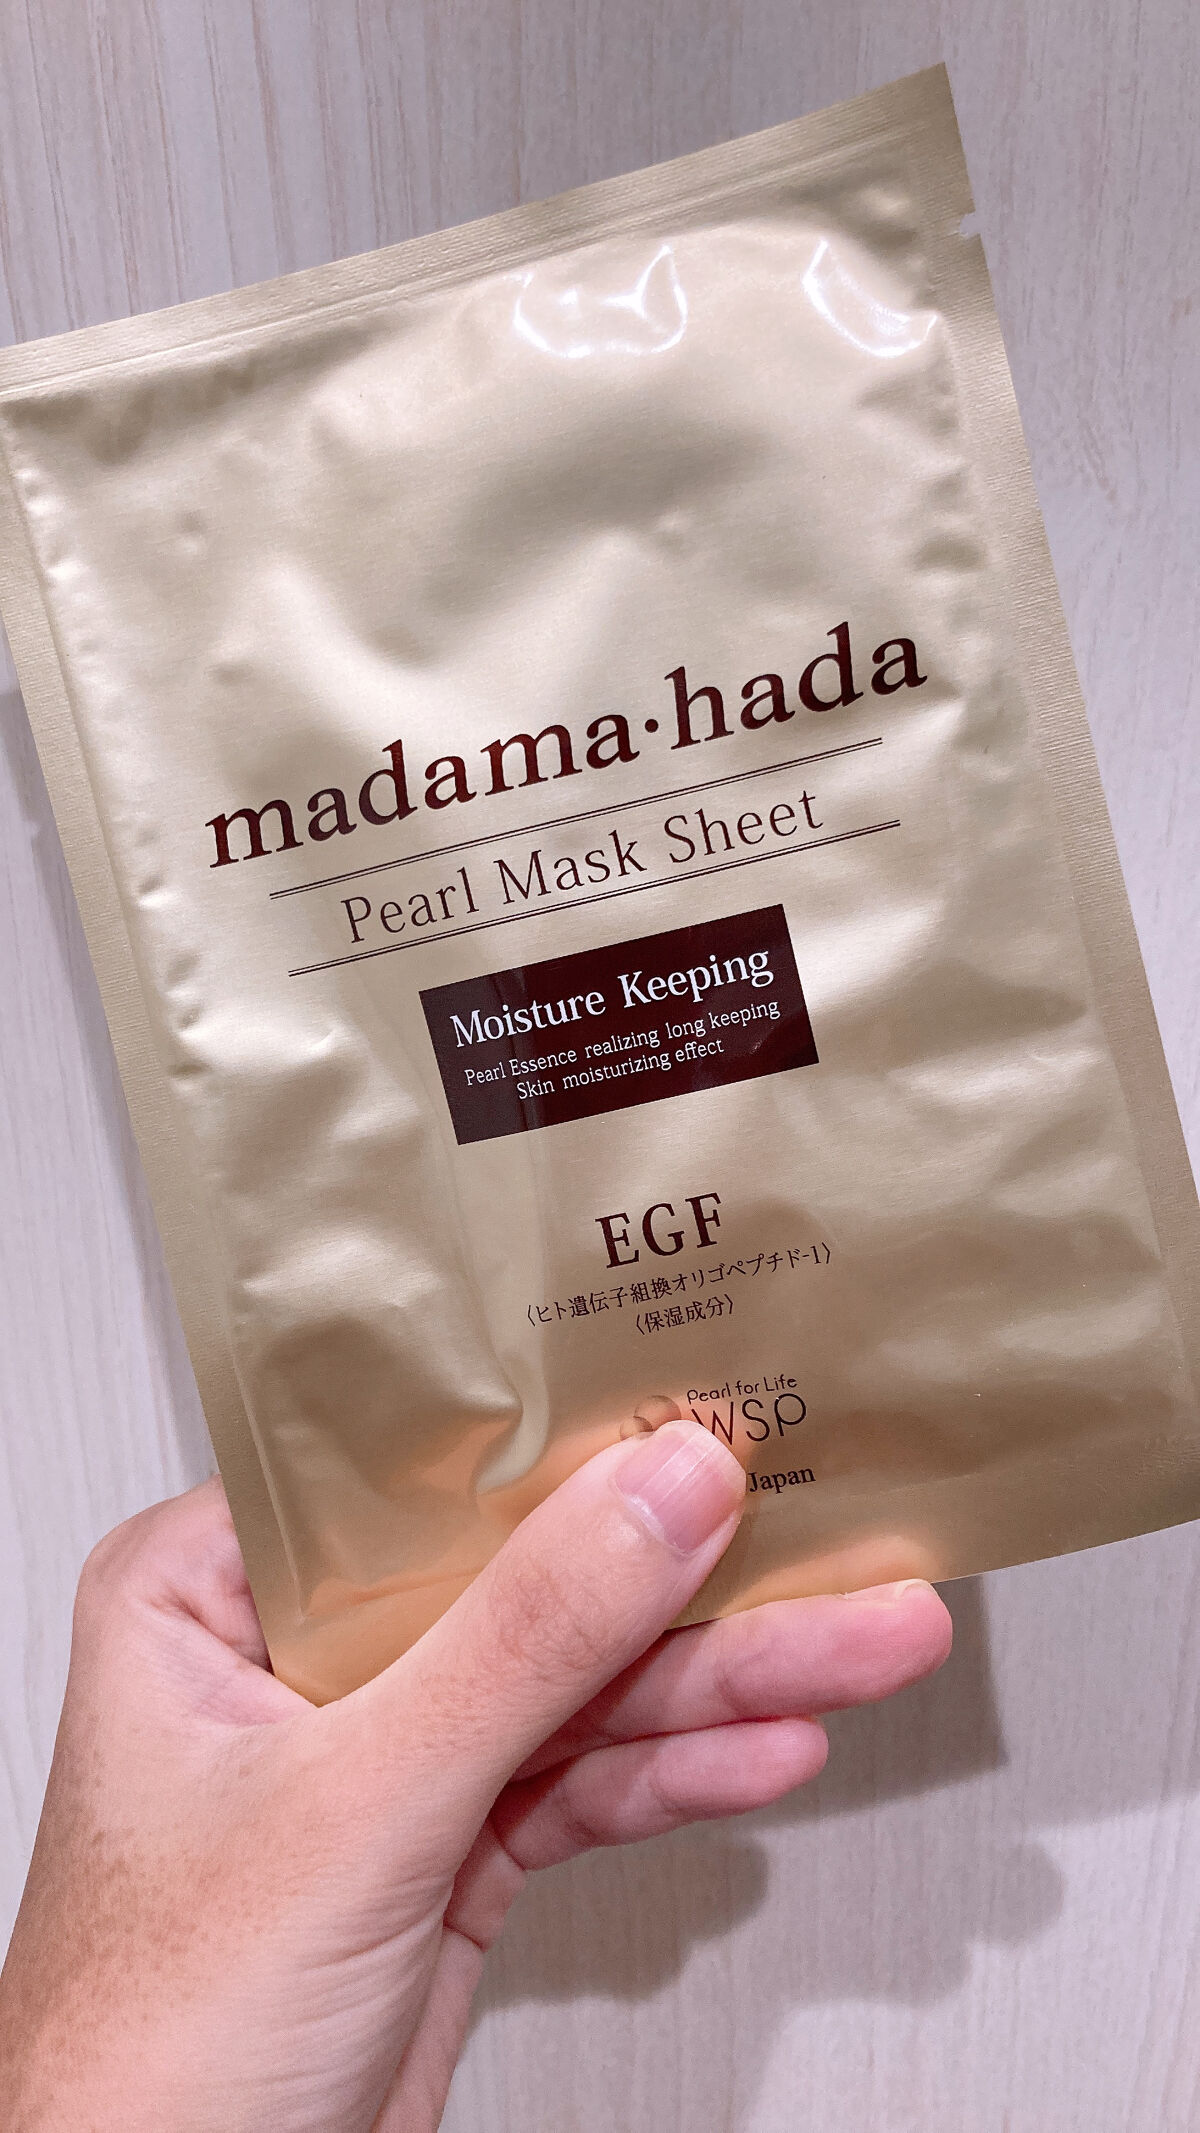 madama·hada
Pearl Mask Sheet
Moisture Keeping
Pearl Essence realizing long keeping
Skin moisturizing effect
EGF
〈ヒト遺伝子組換オリゴペプチド-1〉
〈保湿成分〉
Pearl for Life
WSP
Japan